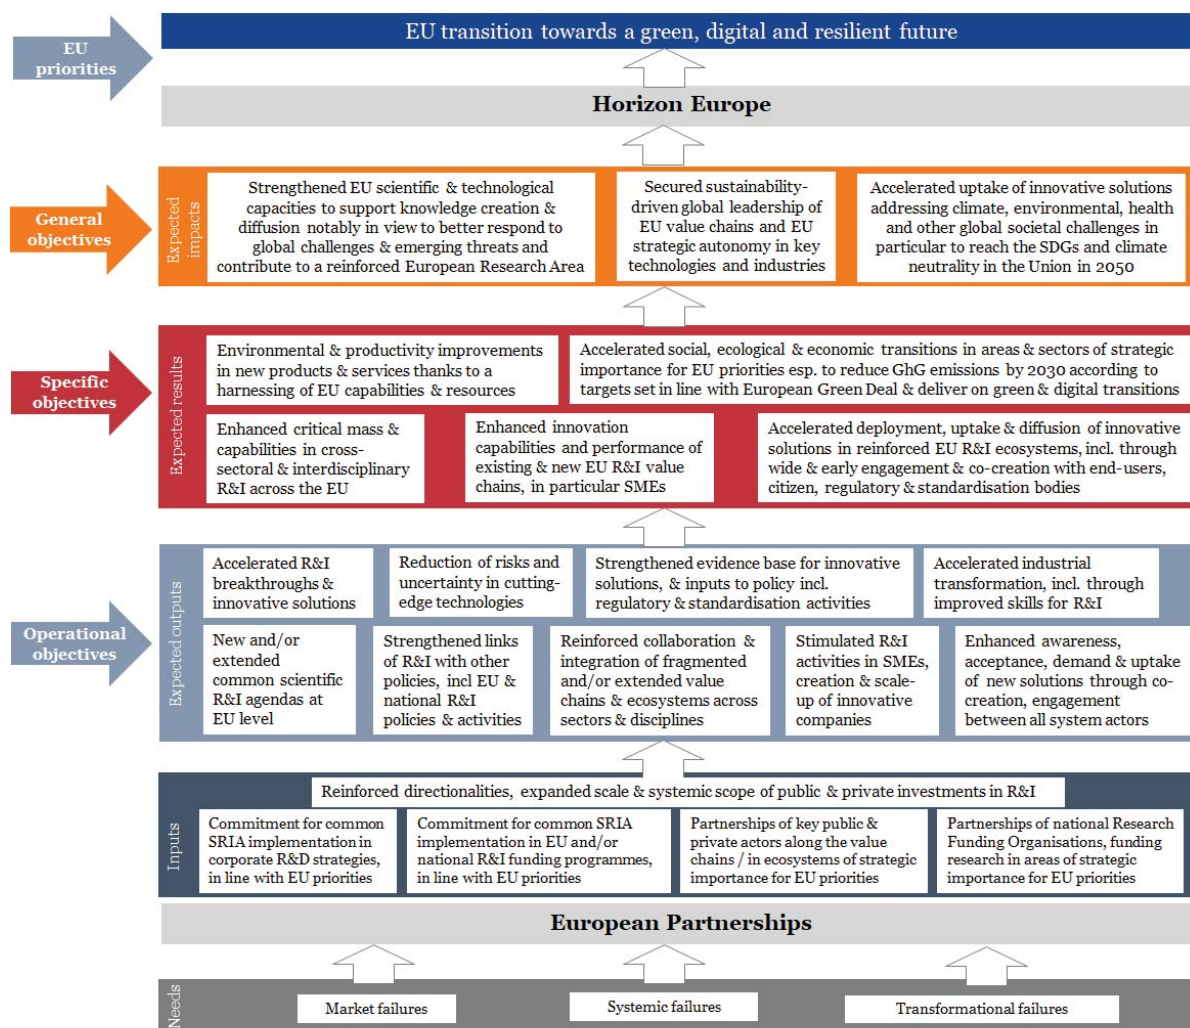 EU
priorities
EU transition towards a green, digital and resilient future
Horizon Europe
General
objectives
Expected
impacts
Strengthened EU scientific & technological
capacities to support knowledge creation &
diffusion notably in view to better respond to
global challenges & emerging threats and
contribute to a reinforced European Research Area
Secured sustainability-
driven global leadership of
EU value chains and EU
strategic autonomy in key
technologies and industries
Accelerated uptake of innovative solutions
addressing climate, environmental, health
and other global societal challenges in
particular to reach the SDGs and climate
neutrality in the Union in 2050
Specific
objectives
Expected results
Environmental & productivity improvements
in new products & services thanks to a
harnessing of EU capabilities & resources
Accelerated social, ecological & economic transitions in areas & sectors of strategic
importance for EU priorities esp. to reduce GhG emissions by 2030 according to
targets set in line with European Green Deal & deliver on green & digital transitions
Enhanced critical mass &
capabilities in cross-
sectoral & interdisciplinary
R&I across the EU
Enhanced innovation
capabilities and performance of
existing & new EU R&I value
chains, in particular SMEs
Accelerated deployment, uptake & diffusion of innovative
solutions in reinforced EU R&I ecosystems, incl. through
wide & early engagement & co-creation with end-users,
citizen, regulatory & standardisation bodies
Operational
objectives
Expected outputs
Accelerated R&I
breakthroughs &
innovative solutions
Reduction of risks and
uncertainty in cutting-
edge technologies
Strengthened evidence base for innovative
solutions, & inputs to policy incl.
regulatory & standardisation activities
Accelerated industrial
transformation, incl. through
improved skills for R&I
New and/or
extended
common scientific
R&I agendas at
EU level
Strengthened links
of R&I with other
policies, incl EU &
national R&I
policies & activities
Reinforced collaboration &
integration of fragmented
and/or extended value
chains & ecosystems across
sectors & disciplines
Stimulated R&I
activities in SMEs,
creation & scale-
up of innovative
companies
Enhanced awareness,
acceptance, demand & uptake
of new solutions through co-
creation, engagement
between all system actors
Inputs
Reinforced directionalities, expanded scale & systemic scope of public & private investments in R&I
Commitment for common
SRIA implementation in
corporate R&D strategies,
in line with EU priorities
Commitment for common SRIA
implementation in EU and/or
national R&I funding programmes,
in line with EU priorities
Partnerships of key public &
private actors along the value
chains / in ecosystems of strategic
importance for EU priorities
Partnerships of national Research
Funding Organisations, funding
research in areas of strategic
importance for EU priorities
European Partnerships
Needs
Market failures
Systemic failures
Transformational failures